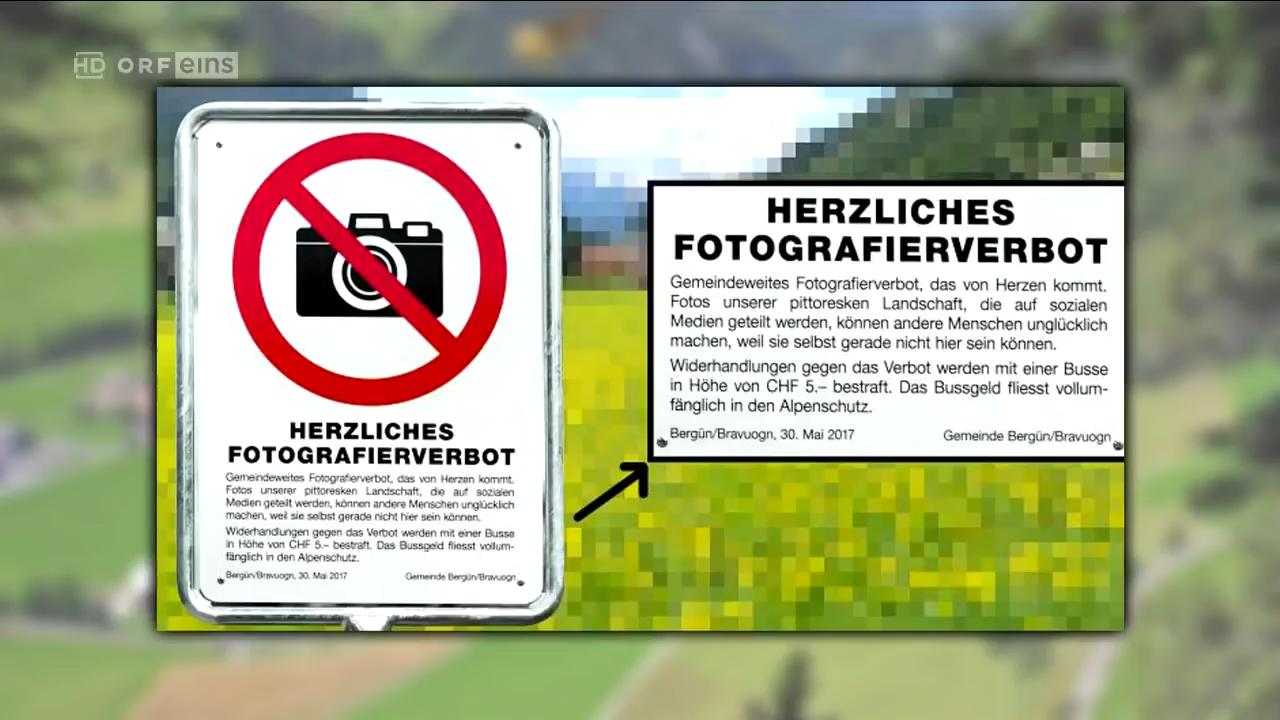 HD ORF eins
HERZLICHES
FOTOGRAFIERVERBOT
Gemeindeweites Fotografierverbot, das von Herzen kommt.
Fotos unserer pittoresken Landschaft, die auf sozialen
Medien geteilt werden, können andere Menschen unglücklich
machen, weil sie selbst gerade nicht hier sein können.
Widerhandlungen gegen das Verbot werden mit einer Busse
in Höhe von CHF 5.– bestraft. Das Bussgeld fliesst vollum-
fänglich in den Alpenschutz.
Bergün/Bravuogn, 30. Mai 2017 Gemeinde Bergün/Bravuogn
HERZLICHES
FOTOGRAFIERVERBOT
Gemeindeweites Fotografierverbot, das von Herzen kommt.
Fotos unserer pittoresken Landschaft, die auf sozialen
Medien geteilt werden, können andere Menschen unglücklich
machen, weil sie selbst gerade nicht hier sein können.
Widerhandlungen gegen das Verbot werden mit einer Busse
in Höhe von CHF 5.– bestraft. Das Bussgeld fliesst vollum-
fänglich in den Alpenschutz.
Bergün/Bravuogn, 30. Mai 2017 Gemeinde Bergün/Bravuogn